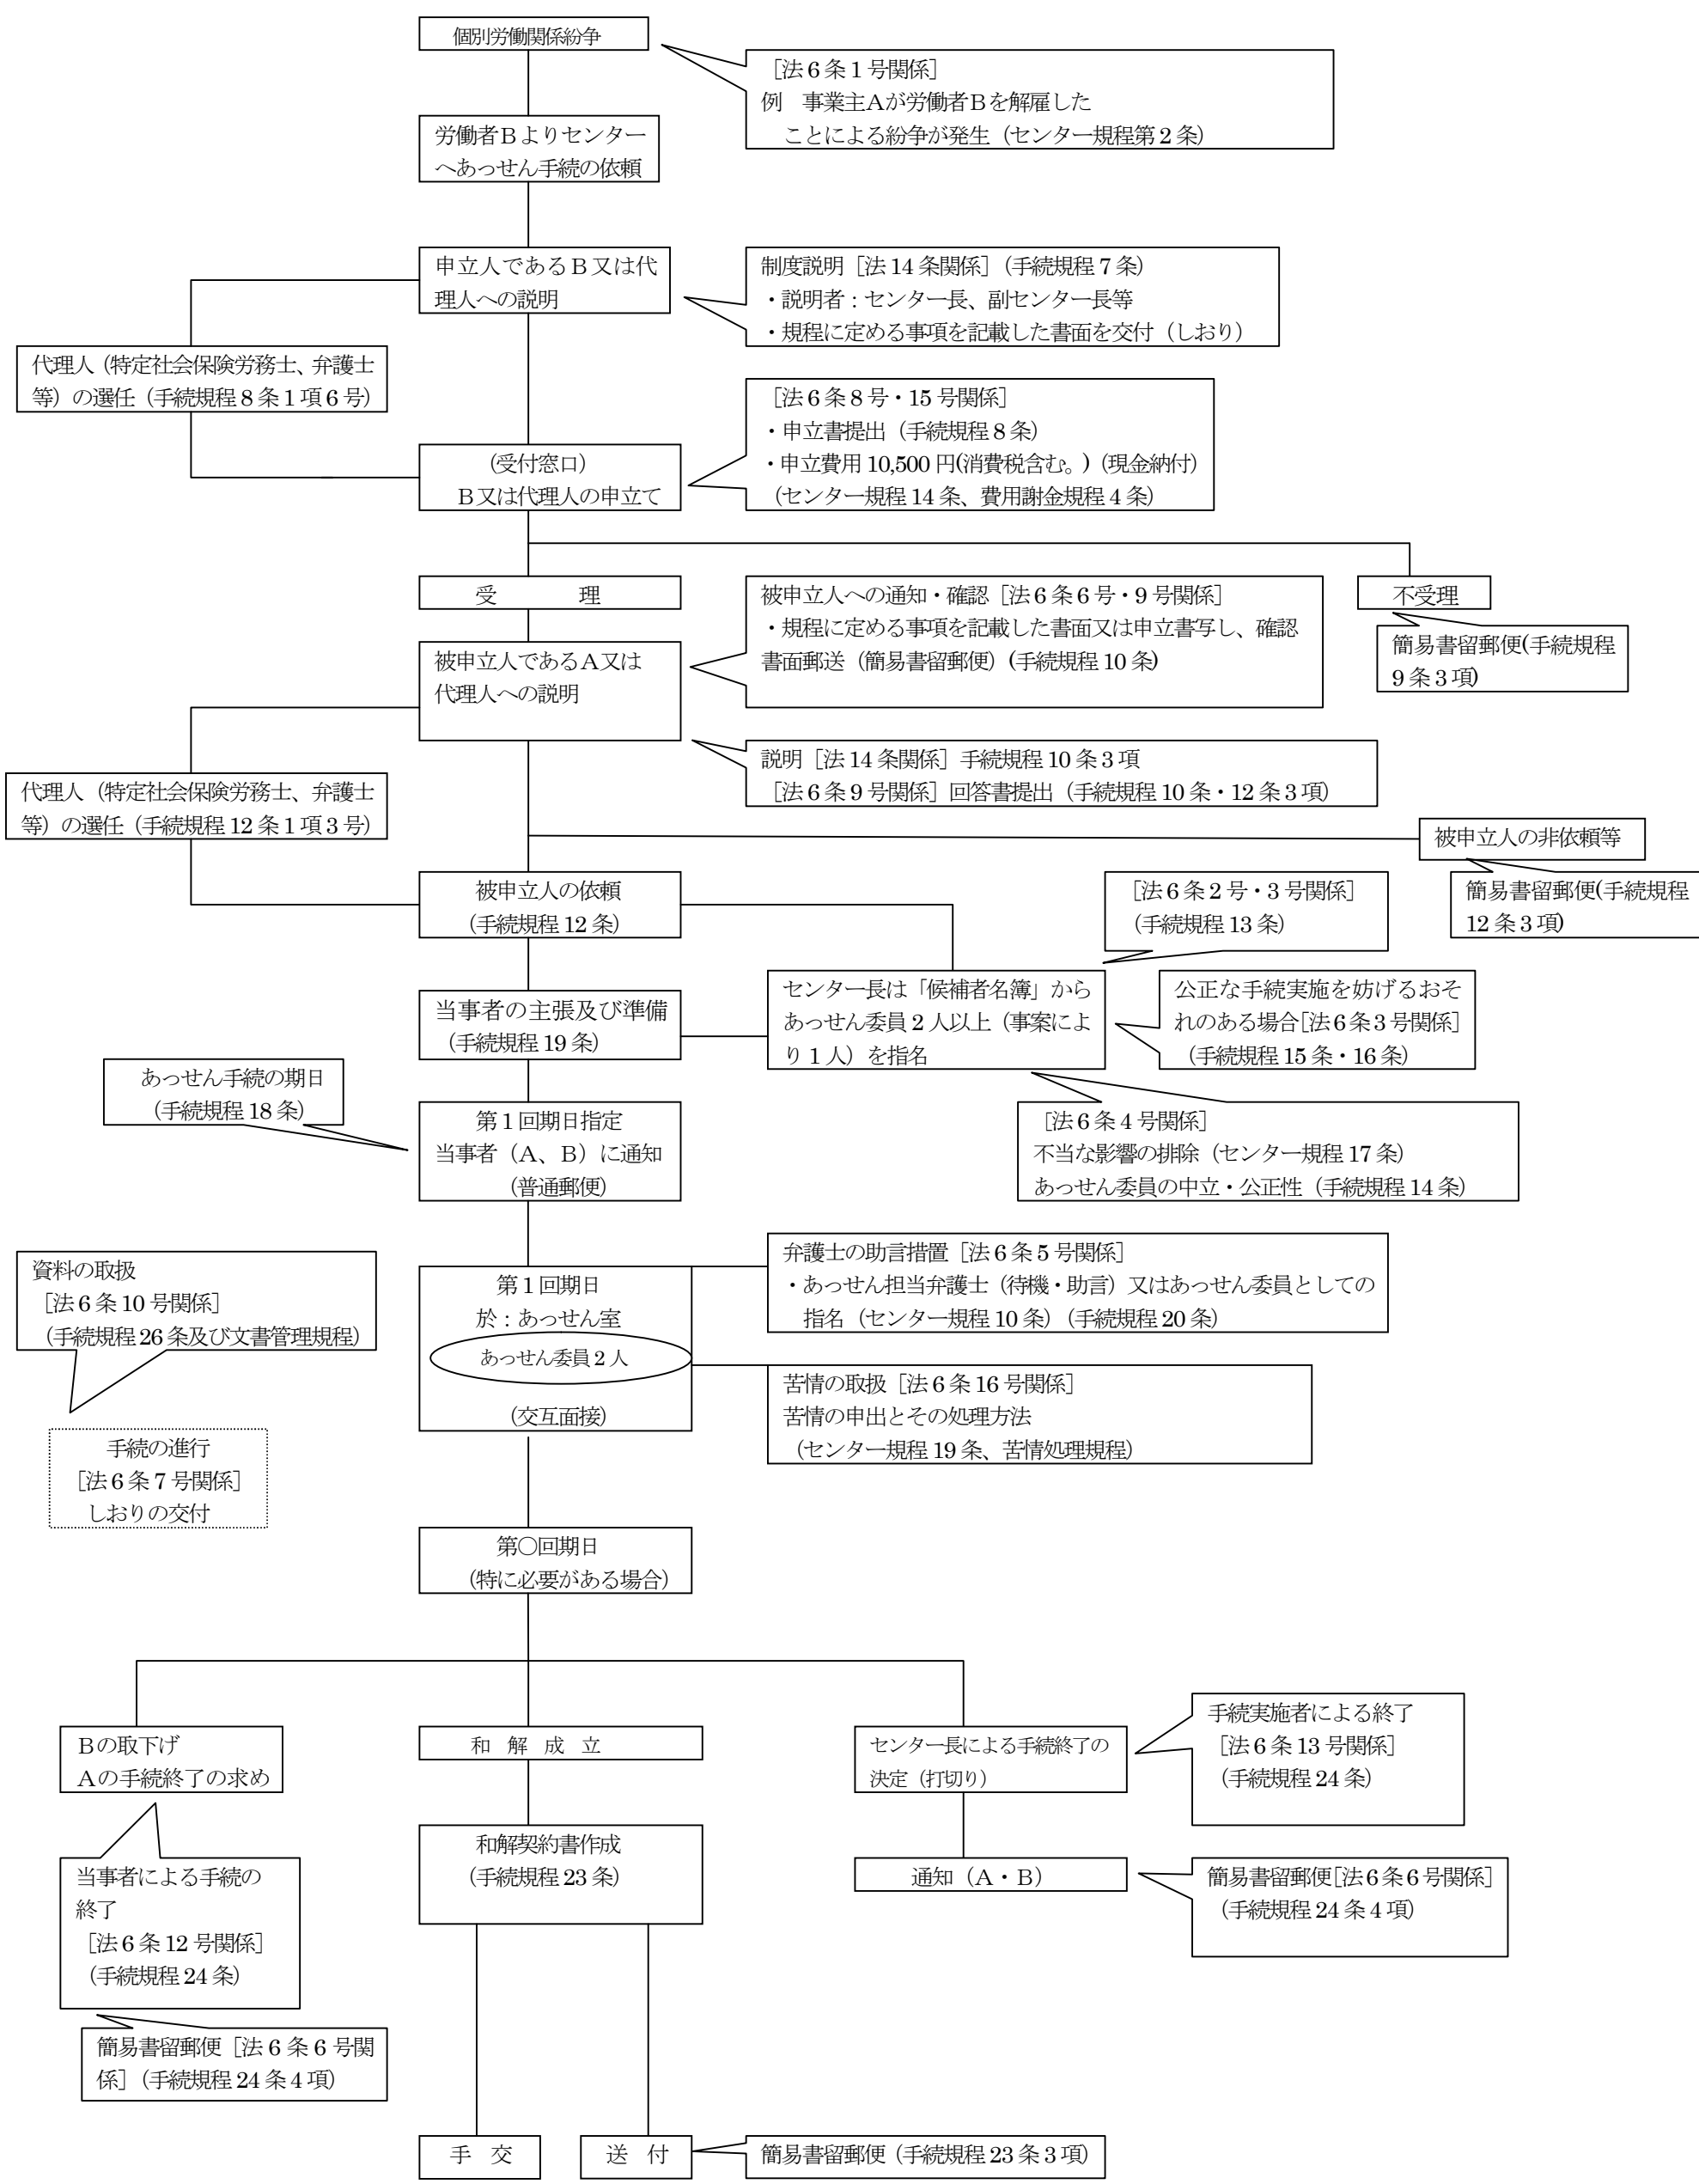 個別労働関係紛争
［法６条１号関係］
例　事業主Ａが労働者Ｂを解雇した
ことによる紛争が発生（センター規程第２条）
労働者Ｂよりセンター
へあっせん手続の依頼
申立人であるＢ又は代
理人への説明
制度説明［法 14 条関係］（手続規程７条）
・説明者：センター長、副センター長等
・規程に定める事項を記載した書面を交付（しおり）
代理人（特定社会保険労務士、弁護士
等）の選任（手続規程８条１項６号）
［法６条８号・15 号関係］
・申立書提出（手続規程８条）
・申立費用 10,500 円(消費税含む。)（現金納付）
（センター規程 14 条、費用謝金規程４条）
（受付窓口）
Ｂ又は代理人の申立て
受　　　理
不受理
簡易書留郵便(手続規程
９条３項)
被申立人への通知・確認［法６条６号・９号関係］
・規程に定める事項を記載した書面又は申立書写し、確認
書面郵送（簡易書留郵便）（手続規程 10 条）
被申立人であるＡ又は
代理人への説明
説明［法 14 条関係］手続規程 10 条３項
［法６条９号関係］回答書提出（手続規程 10 条・12 条３項）
代理人（特定社会保険労務士、弁護士
等）の選任（手続規程 12 条１項３号）
被申立人の非依頼等
簡易書留郵便(手続規程
12 条３項)
被申立人の依頼
（手続規程 12 条）
［法６条２号・３号関係］
（手続規程 13 条）
当事者の主張及び準備
（手続規程 19 条）
センター長は「候補者名簿」から
あっせん委員２人以上（事案によ
り１人）を指名
公正な手続実施を妨げるおそ
れのある場合［法６条３号関係］
（手続規程 15 条・16 条）
あっせん手続の期日
（手続規程 18 条）
第１回期日指定
当事者（Ａ、Ｂ）に通知
（普通郵便）
［法６条４号関係］
不当な影響の排除（センター規程 17 条）
あっせん委員の中立・公正性（手続規程 14 条）
資料の取扱
［法６条 10 号関係］
（手続規程 26 条及び文書管理規程）
第１回期日
於：あっせん室
あっせん委員２人
（交互面接）
弁護士の助言措置［法６条５号関係］
・あっせん担当弁護士（待機・助言）又はあっせん委員としての
指名（センター規程 10 条）（手続規程 20 条）
苦情の取扱［法６条 16 号関係］
苦情の申出とその処理方法
（センター規程 19 条、苦情処理規程）
手続の進行
［法６条７号関係］
しおりの交付
第〇回期日
（特に必要がある場合）
Ｂの取下げ
Ａの手続終了の求め
和　解　成　立
センター長による手続終了の
決定（打切り）
手続実施者による終了
［法６条 13 号関係］
（手続規程 24 条）
当事者による手続の
終了
［法６条 12 号関係］
（手続規程 24 条）
和解契約書作成
（手続規程 23 条）
通知（Ａ・Ｂ）
簡易書留郵便［法６条６号関係］
（手続規程 24 条４項）
簡易書留郵便［法６条６号関
係］（手続規程 24 条４項）
手　交
送　付
簡易書留郵便（手続規程 23 条３項）